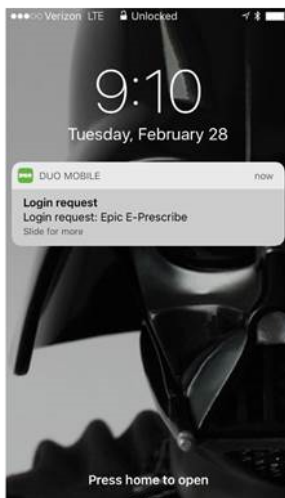 Verizon LTE Unlocked
9:10
Tuesday, February 28
DUO MOBILE now
Login request
Login request: Epic E-Prescribe
Slide for more
Press home to open